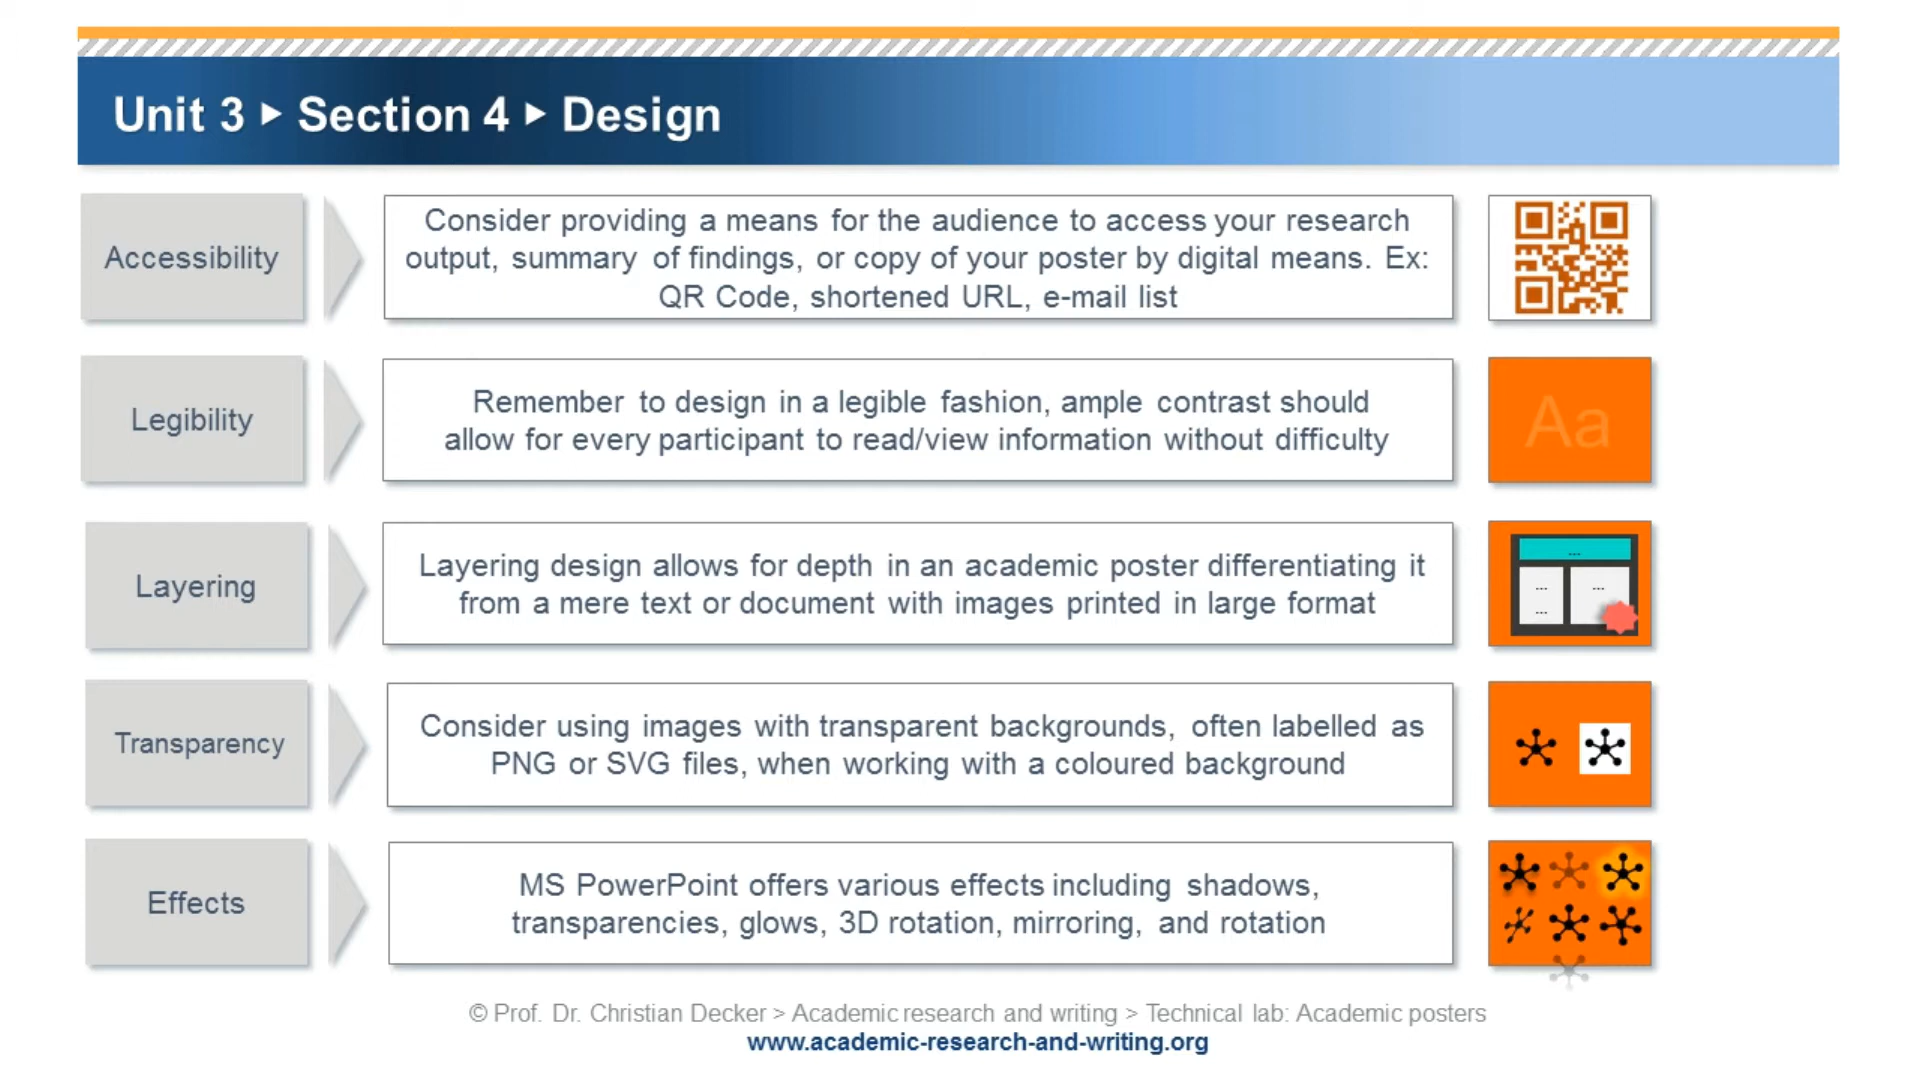 Unit 3 ▸ Section 4 ▸ Design
Accessibility
Consider providing a means for the audience to access your research
output, summary of findings, or copy of your poster by digital means. Ex:
QR Code, shortened URL, e-mail list
Legibility
Remember to design in a legible fashion, ample contrast should
allow for every participant to read/view information without difficulty
Aa
Layering
Layering design allows for depth in an academic poster differentiating it
from a mere text or document with images printed in large format
...
... ...
...
Transparency
Consider using images with transparent backgrounds, often labelled as
PNG or SVG files, when working with a coloured background
Effects
MS PowerPoint offers various effects including shadows,
transparencies, glows, 3D rotation, mirroring, and rotation
© Prof. Dr. Christian Decker > Academic research and writing > Technical lab: Academic posters
www.academic-research-and-writing.org